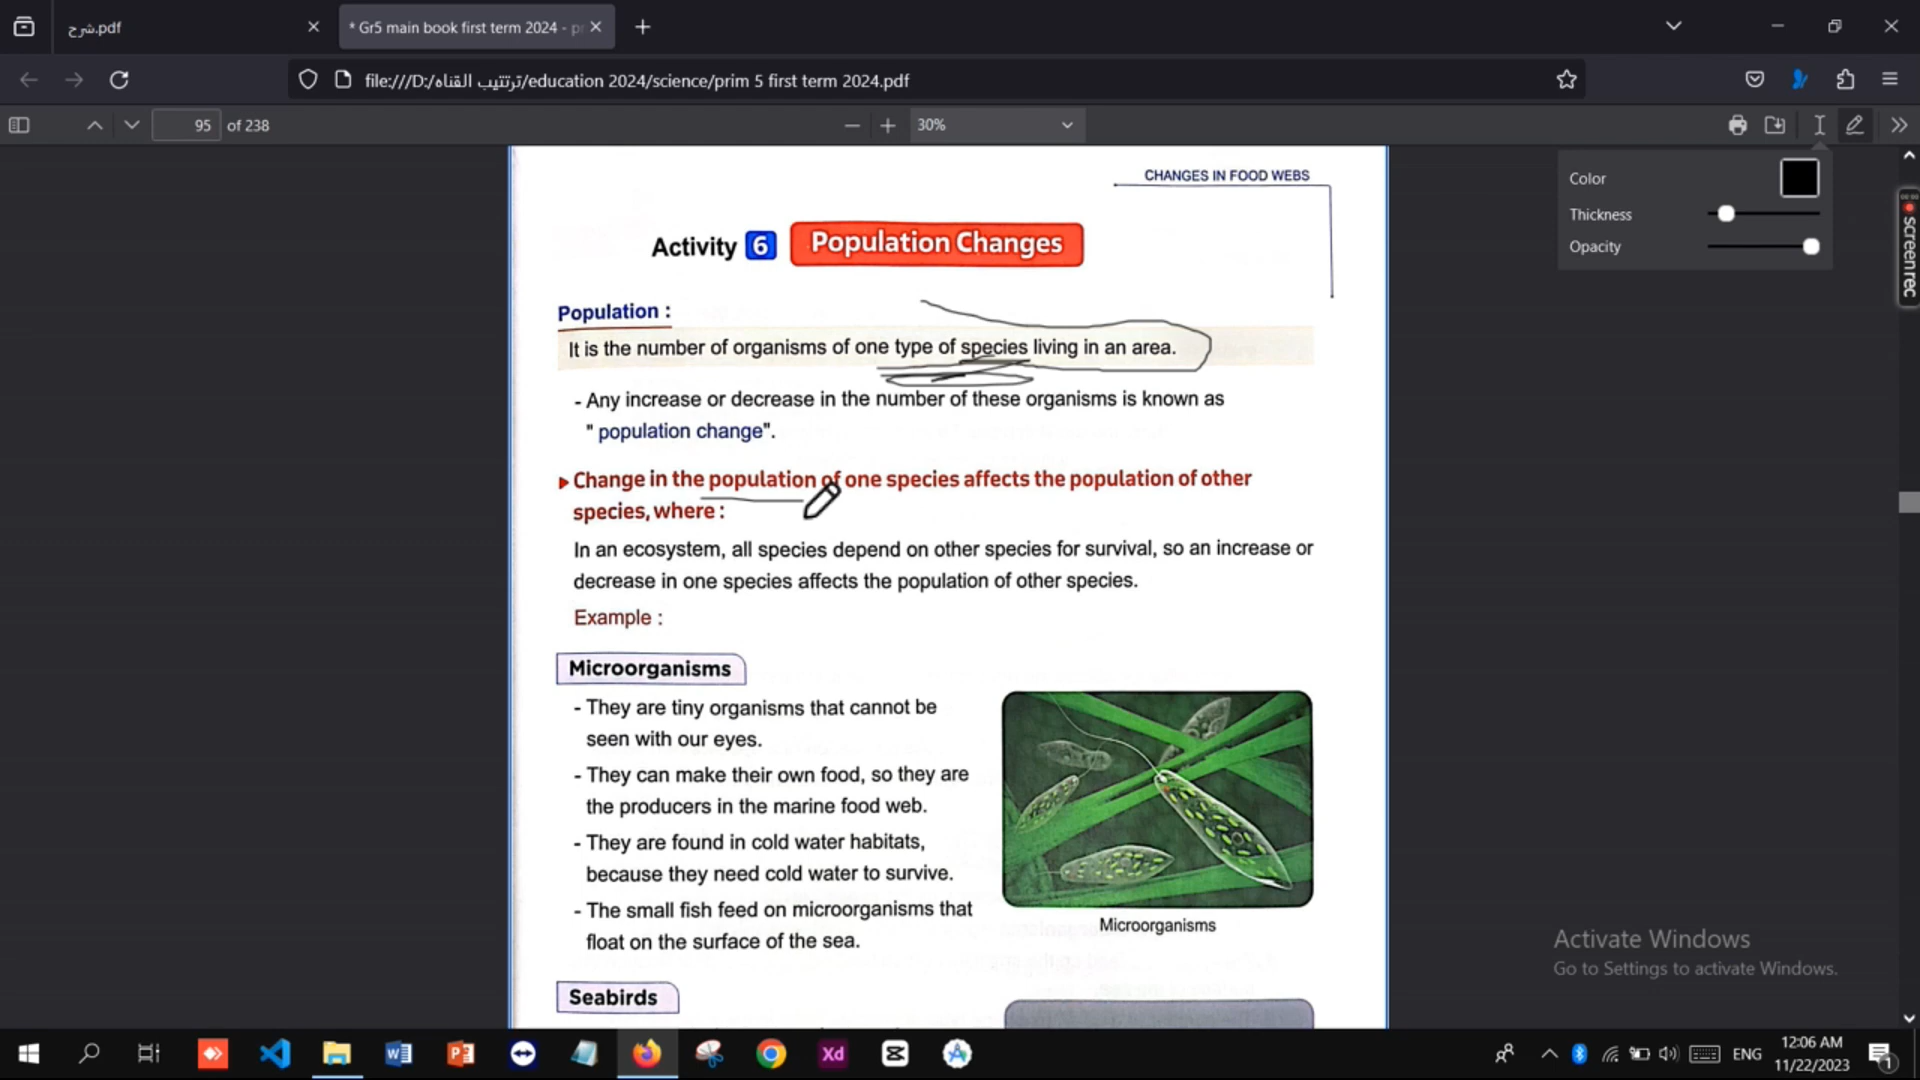 شرح.pdf
* Gr5 main book first term 2024 - pr
file:///D:/ترتتيب القناه/education 2024/science/prim 5 first term 2024.pdf
95 of 238
30%
Color
Thickness
Opacity
screenrec
CHANGES IN FOOD WEBS
Activity 6 Population Changes
Population :
It is the number of organisms of one type of species living in an area.
- Any increase or decrease in the number of these organisms is known as
" population change".
Change in the population of one species affects the population of other
species, where :
In an ecosystem, all species depend on other species for survival, so an increase or
decrease in one species affects the population of other species.
Example :
Microorganisms
- They are tiny organisms that cannot be
seen with our eyes.
- They can make their own food, so they are
the producers in the marine food web.
- They are found in cold water habitats,
because they need cold water to survive.
- The small fish feed on microorganisms that
float on the surface of the sea.
Microorganisms
Seabirds
Activate Windows
Go to Settings to activate Windows.
Xd
ENG
12:06 AM
11/22/2023
1